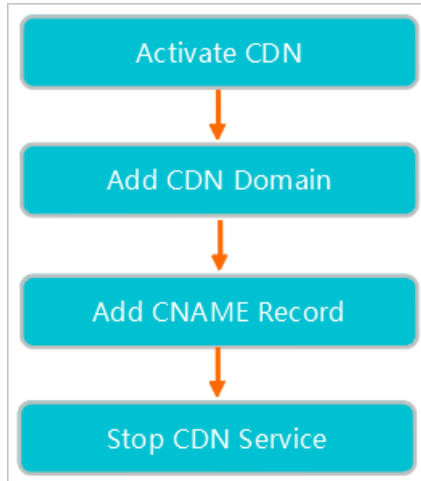 Activate CDN
Add CDN Domain
Add CNAME Record
Stop CDN Service